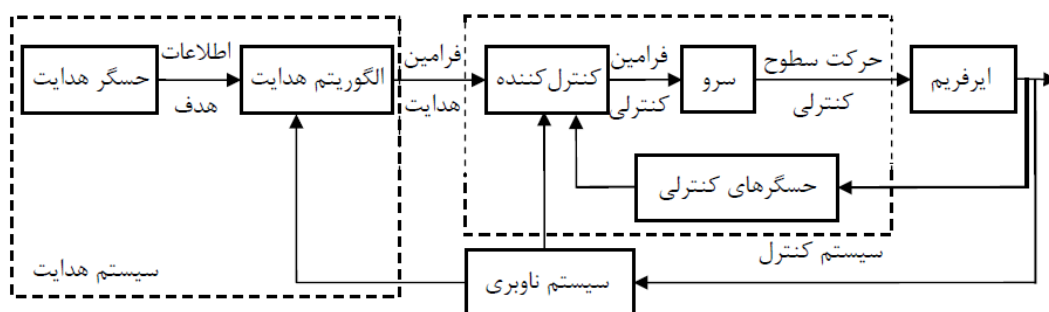 حسگر هدایت
اطلاعات
هدف
الگوریتم هدایت
فرامین
هدایت
کنترل‌کننده
فرامین
کنترلی
سرو
حرکت سطوح
کنترلی
ایرفریم
حسگرهای کنترلی
سیستم کنترل
سیستم ناوبری
سیستم هدایت